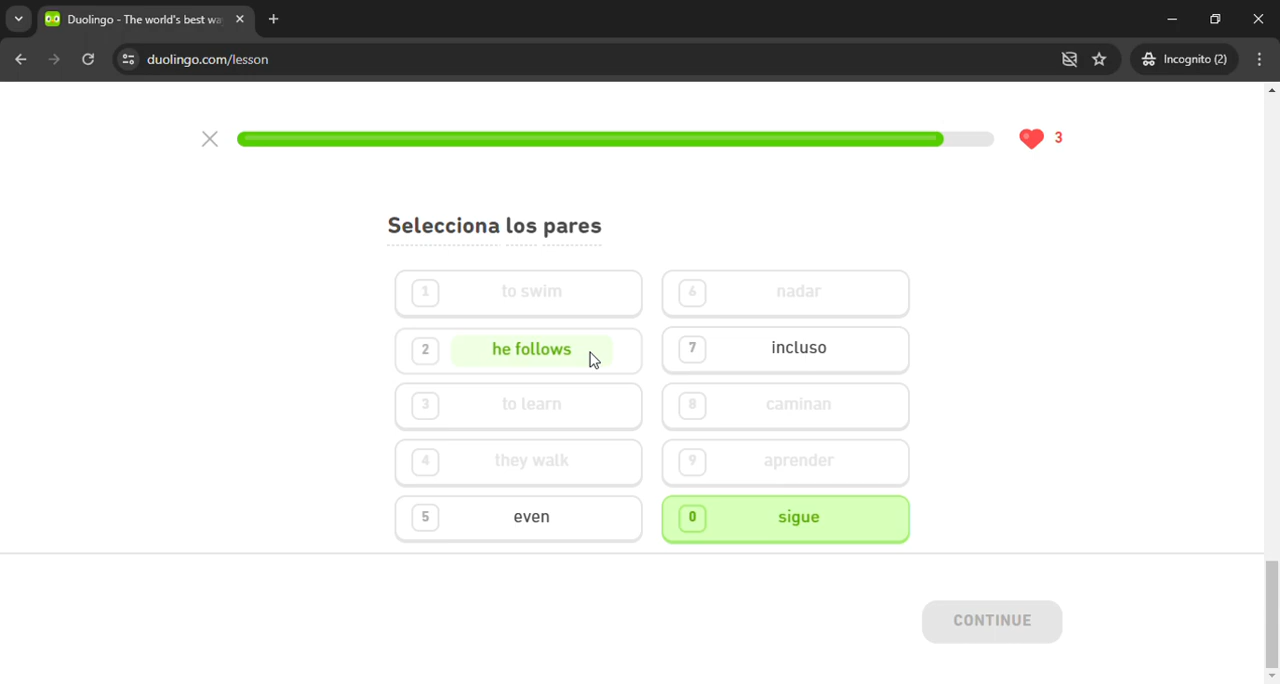 Duolingo - The world's best wa
duolingo.com/lesson
Incognito (2)
3
Selecciona los pares
1 to swim
6 nadar
2 he follows
7 incluso
3 to learn
8 caminan
4 they walk
9 aprender
5 even
0 sigue
CONTINUE